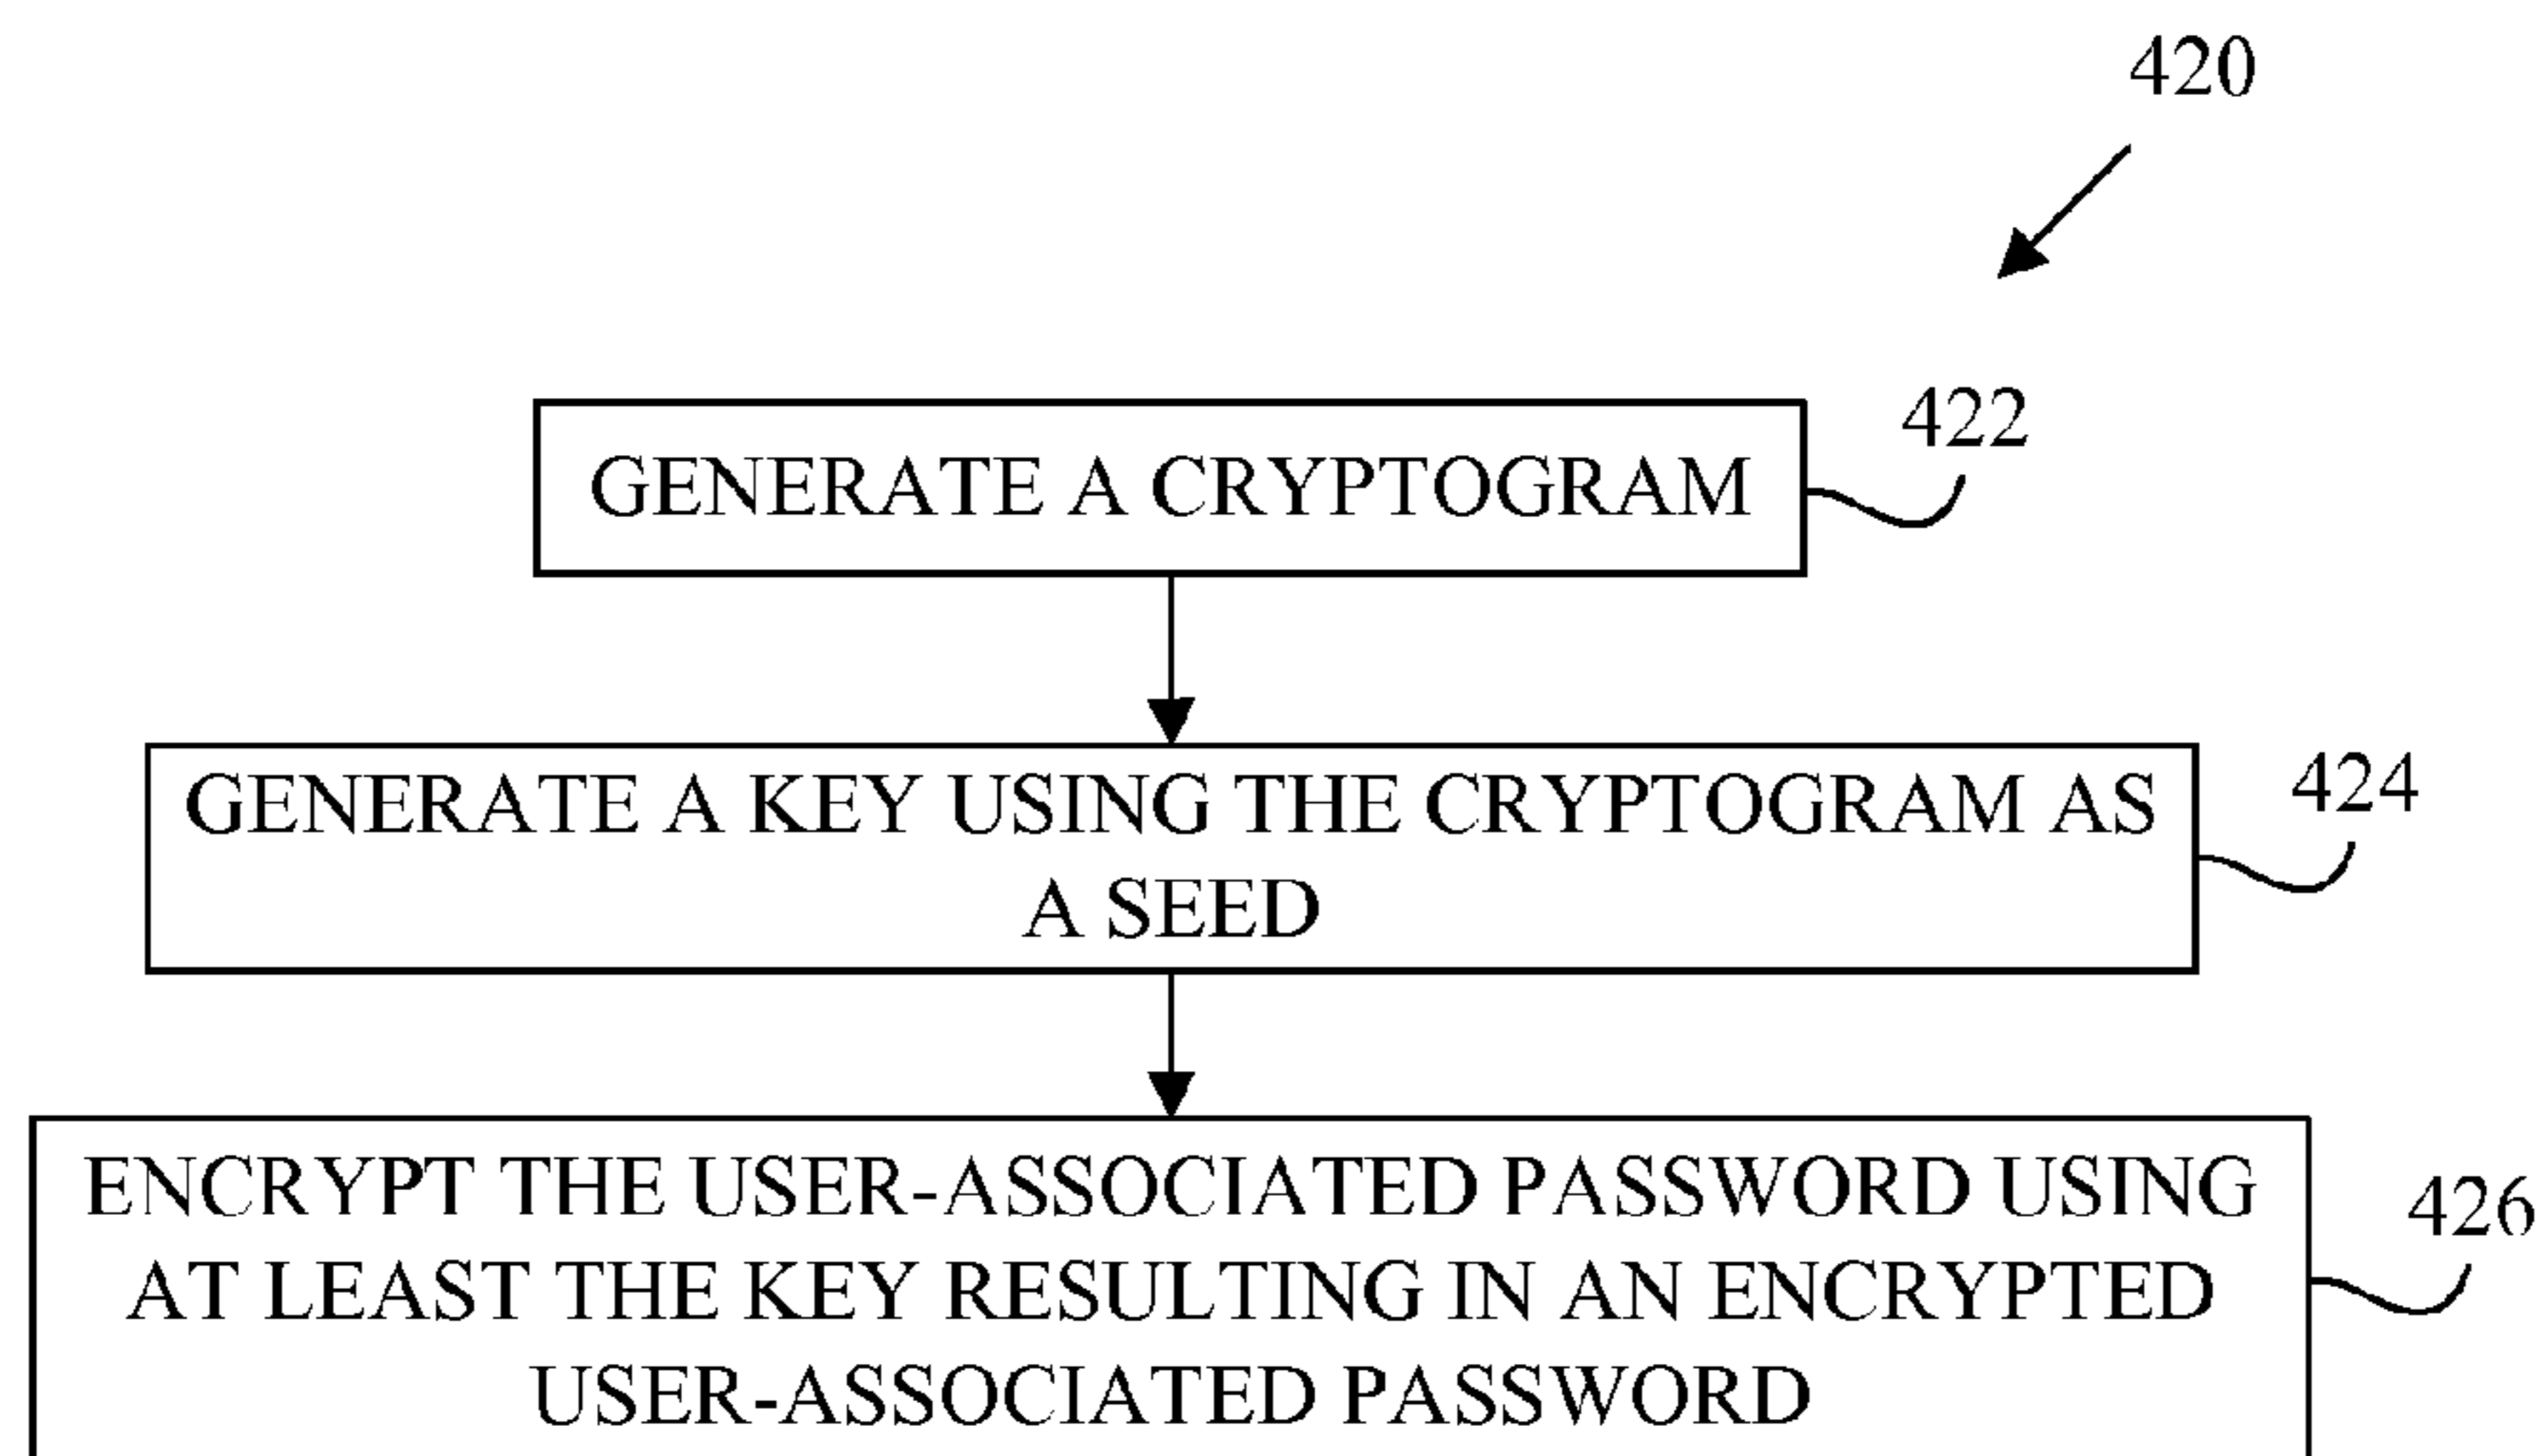 420
GENERATE A CRYPTOGRAM
422
GENERATE A KEY USING THE CRYPTOGRAM AS
A SEED
424
ENCRYPT THE USER-ASSOCIATED PASSWORD USING
AT LEAST THE KEY RESULTING IN AN ENCRYPTED
USER-ASSOCIATED PASSWORD
426